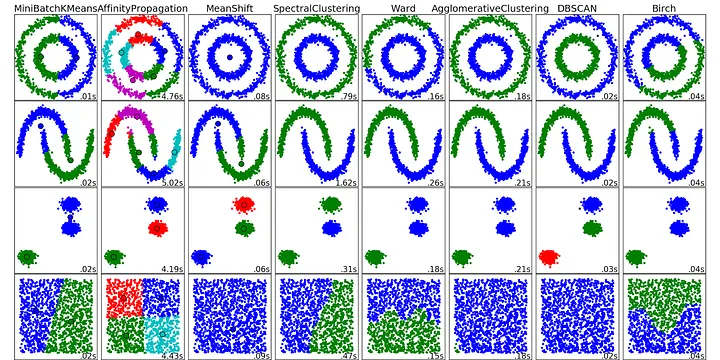 MiniBatchKMeans AffinityPropagation MeanShift SpectralClustering Ward AgglomerativeClustering DBSCAN Birch
.01s 4.76s .08s .79s .16s .18s .02s .04s
.02s 5.02s .06s 1.62s .26s .21s .02s .04s
.02s 4.19s .06s .31s .18s .21s .03s .04s
.02s 4.43s .09s .47s .15s .18s .02s .04s